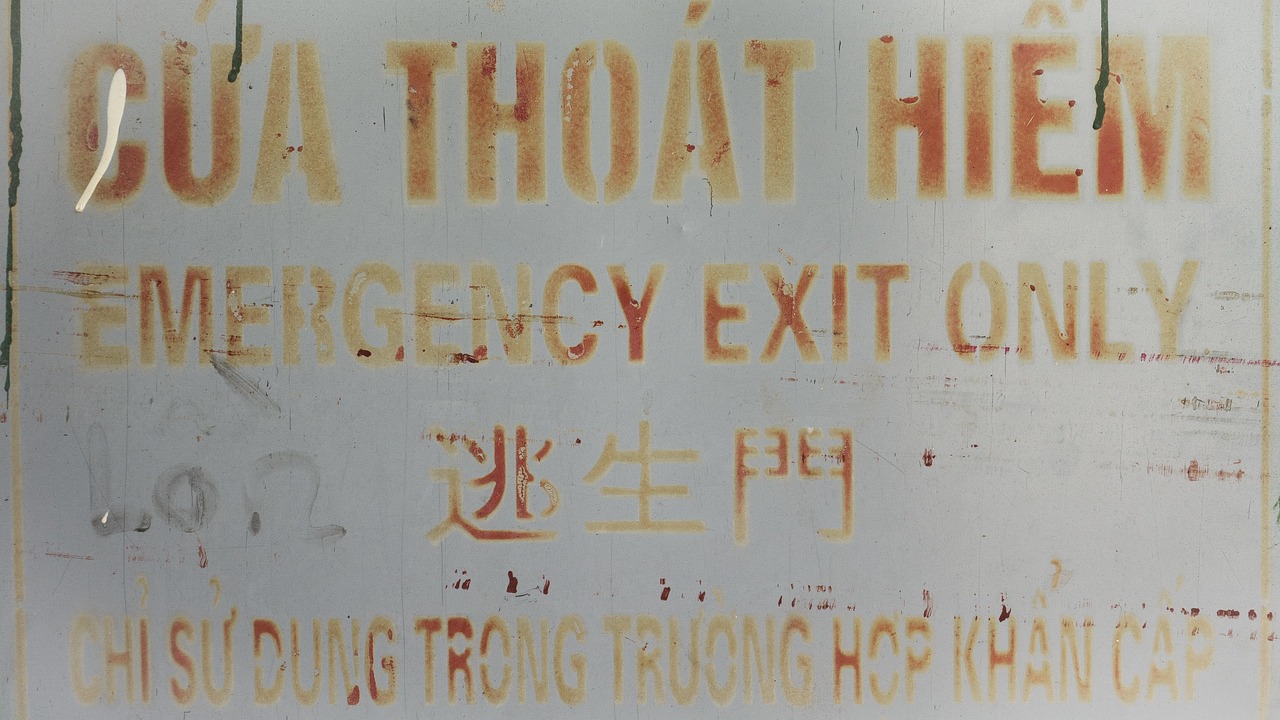 CỬA THOÁT HIỂM
EMERGENCY EXIT ONLY
逃生門
CHỈ SỬ DỤNG TRONG TRƯỜNG HỢP KHẨN CẤP